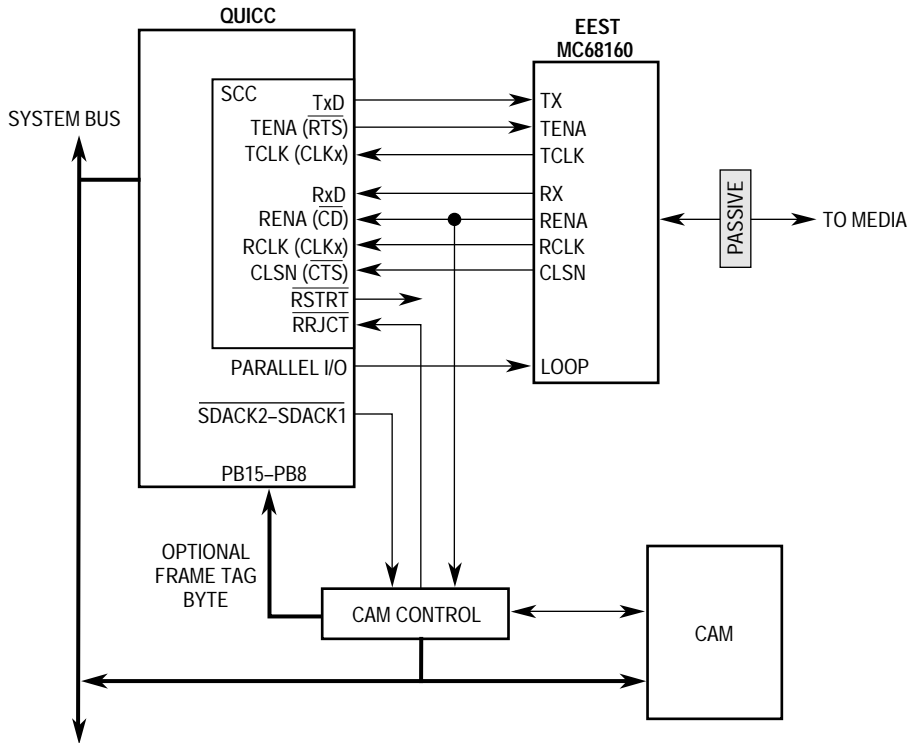 QUICC
EEST
MC68160
SYSTEM BUS
SCC
TxD
TENA (RTS)
TCLK (CLKx)
RxD
RENA (CD)
RCLK (CLKx)
CLSN (CTS)
RSTRT
RRJCT
PARALLEL I/O
SDACK2–SDACK1
PB15–PB8
TX
TENA
TCLK
RX
RENA
RCLK
CLSN
LOOP
PASSIVE
TO MEDIA
OPTIONAL
FRAME TAG
BYTE
CAM CONTROL
CAM